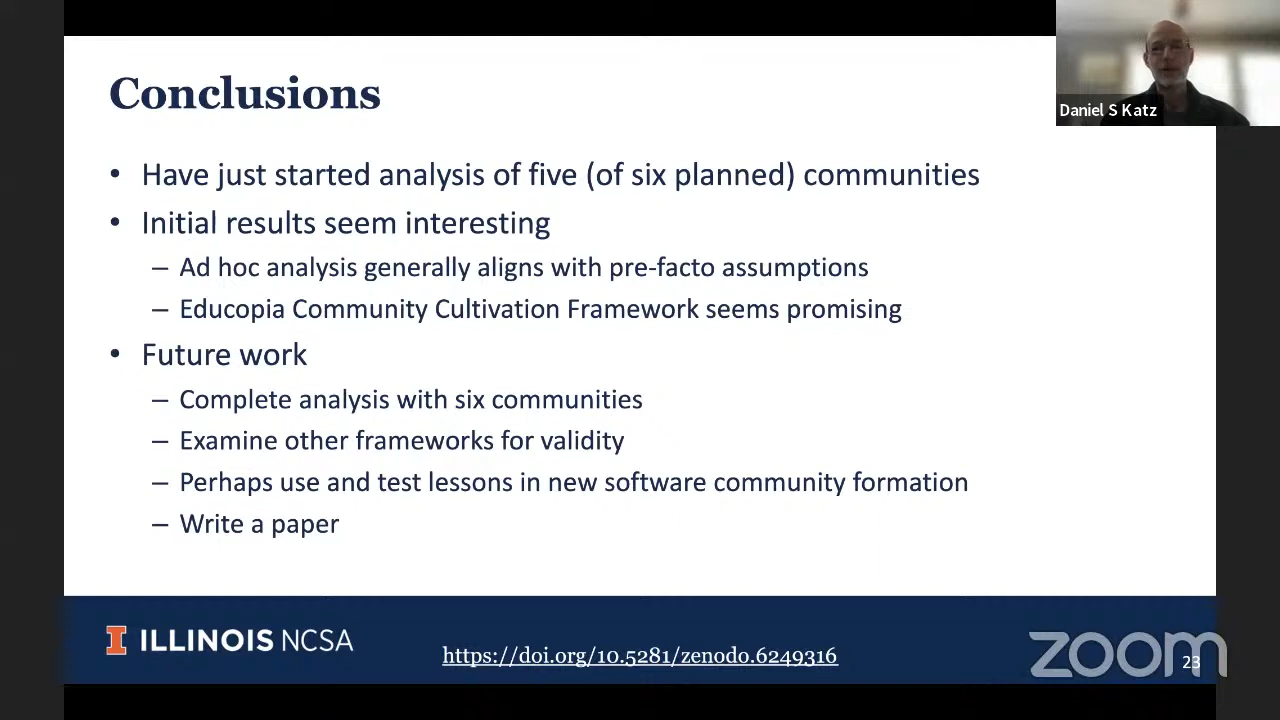 Conclusions
Daniel S Katz
• Have just started analysis of five (of six planned) communities
• Initial results seem interesting
– Ad hoc analysis generally aligns with pre-facto assumptions
– Educopia Community Cultivation Framework seems promising
• Future work
– Complete analysis with six communities
– Examine other frameworks for validity
– Perhaps use and test lessons in new software community formation
– Write a paper
I ILLINOIS NCSA
https://doi.org/10.5281/zenodo.6249316
zoom
23